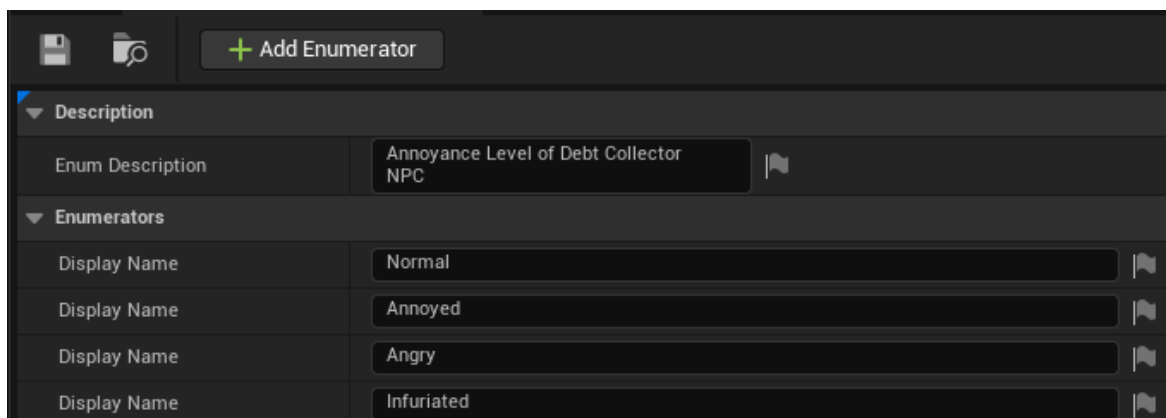 Add Enumerator
Description
Enum Description
Annoyance Level of Debt Collector
NPC
Enumerators
Display Name Normal
Display Name Annoyed
Display Name Angry
Display Name Infuriated